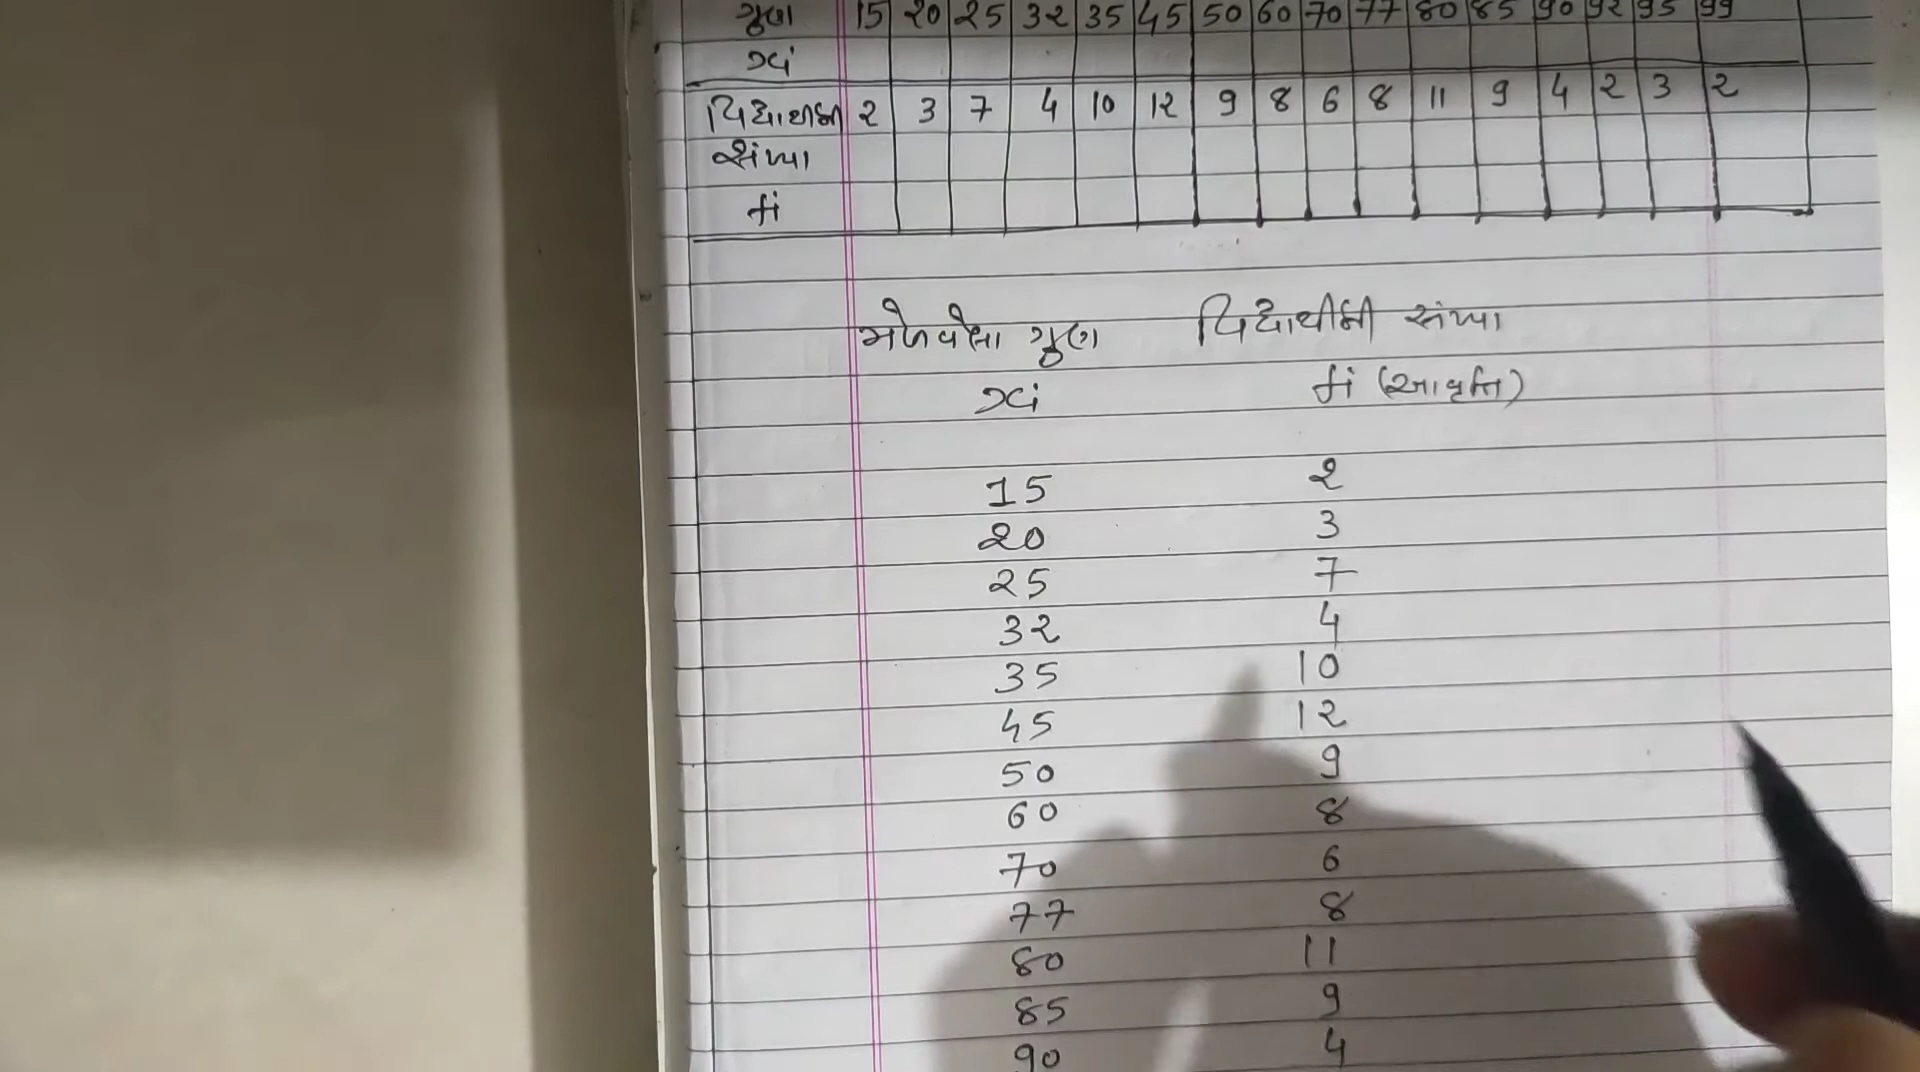 ગુણ 15 20 25 32 35 45 50 60 70 77 80 85 90 92 95 99
xi
વિદ્યાર્થીની 2 3 7 4 10 12 9 8 6 8 11 9 4 2 3 2
સંખ્યા
fi
મેળવેલા ગુણ વિદ્યાર્થીની સંખ્યા
xi fi (આવૃત્તિ)
15 2
20 3
25 7
32 4
35 10
45 12
50 9
60 8
70 6
77 8
80 11
85 9
90 4